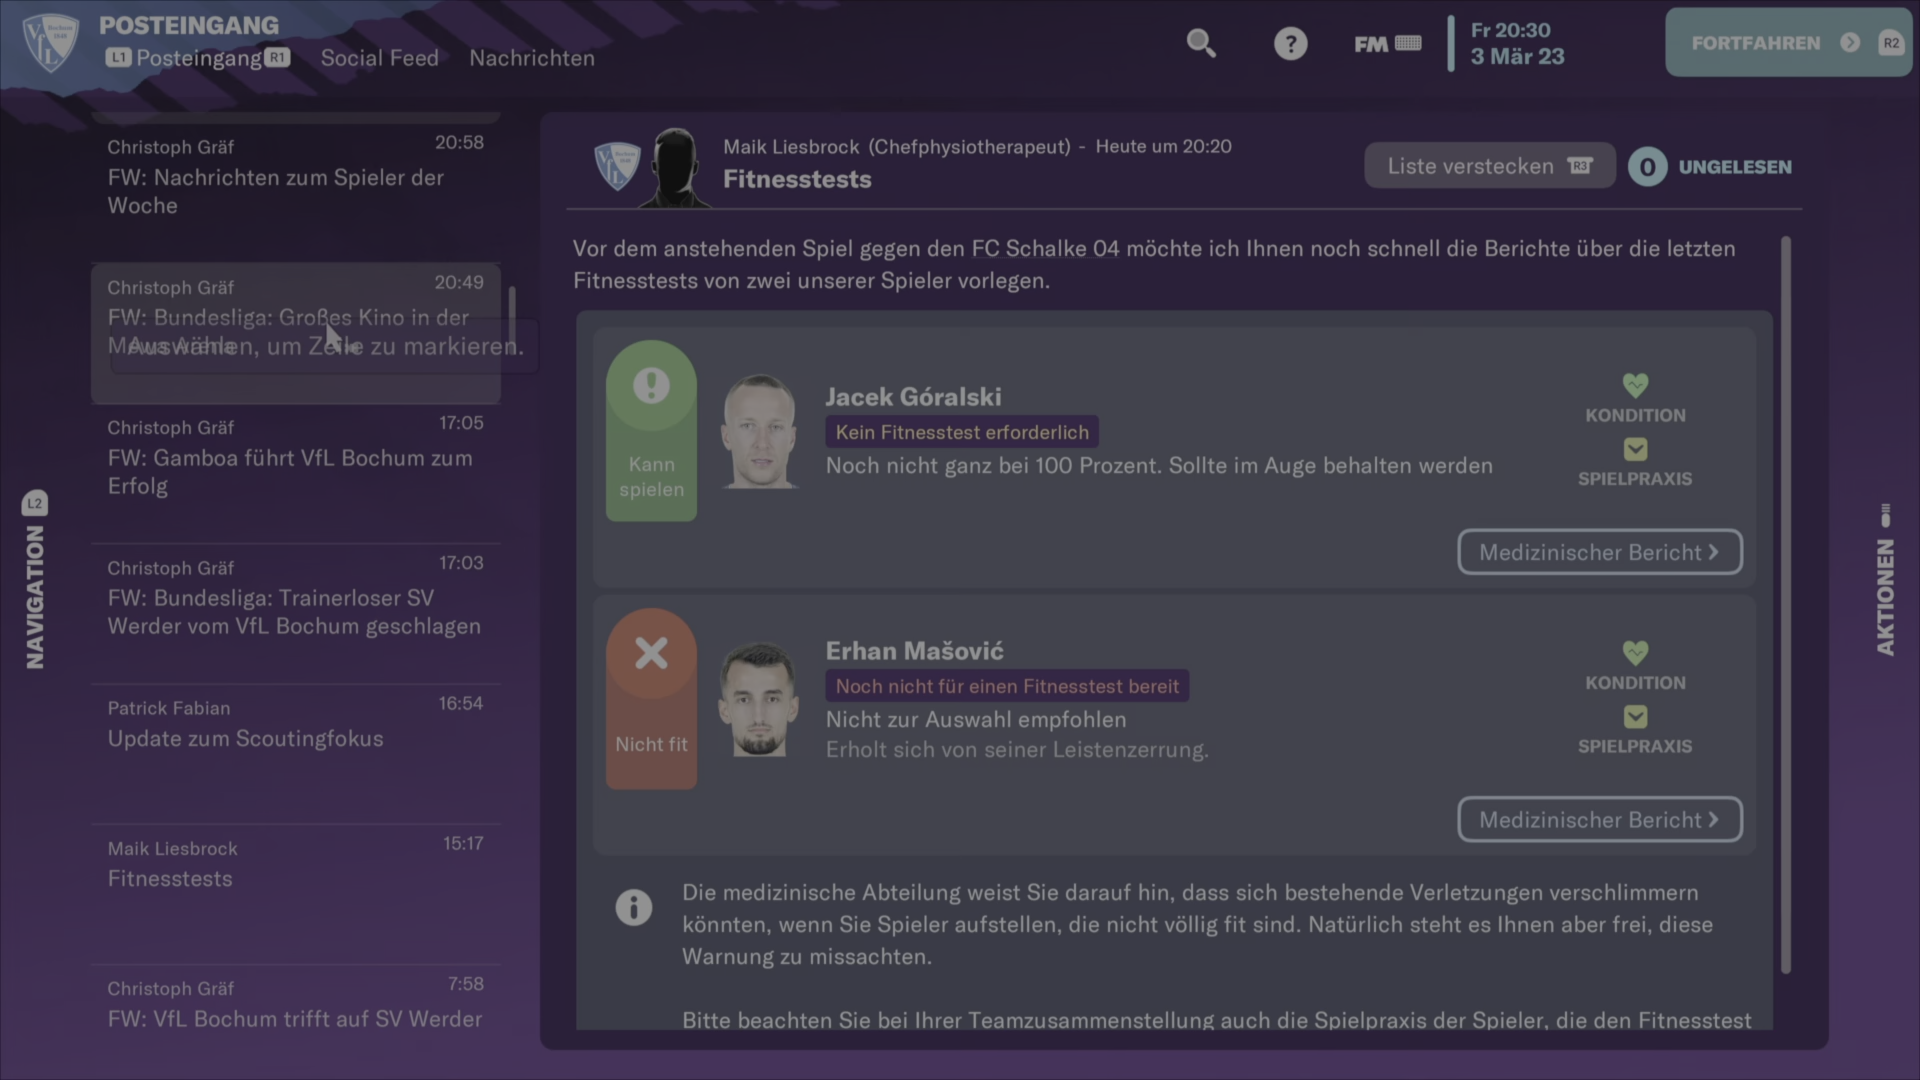 POSTEINGANG
L1 Posteingang R1 Social Feed Nachrichten
FM
Fr 20:30
3 Mär 23
FORTFAHREN R2
Christoph Gräf 20:58
FW: Nachrichten zum Spieler der
Woche
Christoph Gräf 20:49
FW: Bundesliga: Großes Kino in der
Auswählen, um Zeile zu markieren.
Christoph Gräf 17:05
FW: Gamboa führt VfL Bochum zum
Erfolg
Christoph Gräf 17:03
FW: Bundesliga: Trainerloser SV
Werder vom VfL Bochum geschlagen
Patrick Fabian 16:54
Update zum Scoutingfokus
Maik Liesbrock 15:17
Fitnesstests
Christoph Gräf 7:58
FW: VfL Bochum trifft auf SV Werder
L2
NAVIGATION
Maik Liesbrock (Chefphysiotherapeut) - Heute um 20:20
Fitnesstests
Liste verstecken R3
0 UNGELESEN
Vor dem anstehenden Spiel gegen den FC Schalke 04 möchte ich Ihnen noch schnell die Berichte über die letzten
Fitnesstests von zwei unserer Spieler vorlegen.
Kann
spielen
Jacek Góralski
Kein Fitnesstest erforderlich
Noch nicht ganz bei 100 Prozent. Sollte im Auge behalten werden
KONDITION
SPIELPRAXIS
Medizinischer Bericht
Nicht fit
Erhan Mašović
Noch nicht für einen Fitnesstest bereit
Nicht zur Auswahl empfohlen
Erholt sich von seiner Leistenzerrung.
KONDITION
SPIELPRAXIS
Medizinischer Bericht
Die medizinische Abteilung weist Sie darauf hin, dass sich bestehende Verletzungen verschlimmern
könnten, wenn Sie Spieler aufstellen, die nicht völlig fit sind. Natürlich steht es Ihnen aber frei, diese
Warnung zu missachten.
Bitte beachten Sie bei Ihrer Teamzusammenstellung auch die Spielpraxis der Spieler, die den Fitnesstest
AKTIONEN